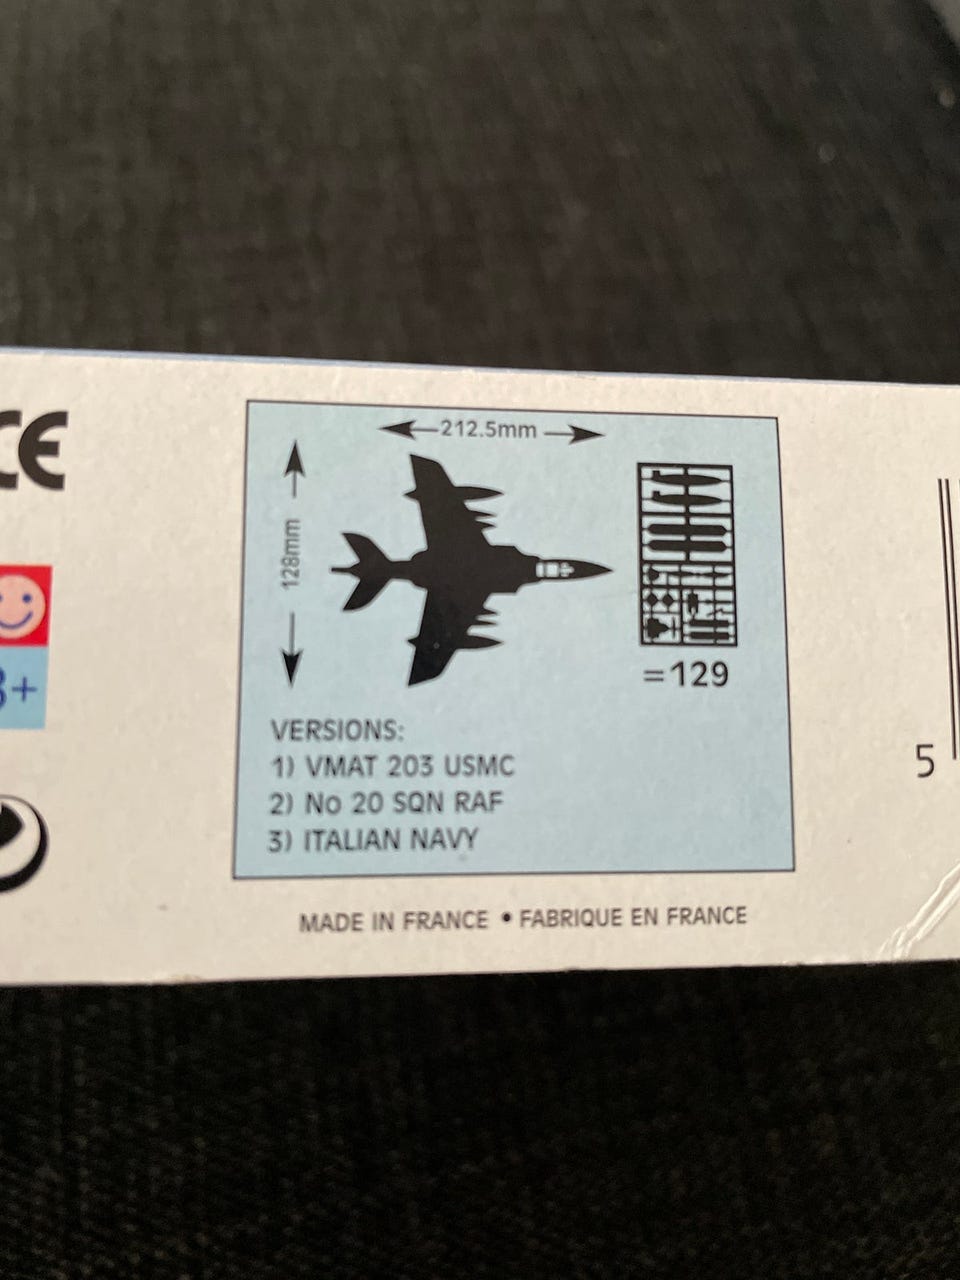 CE
212.5mm
128mm
=129
VERSIONS:
1) VMAT 203 USMC
2) No 20 SQN RAF
3) ITALIAN NAVY
MADE IN FRANCE • FABRIQUE EN FRANCE
5